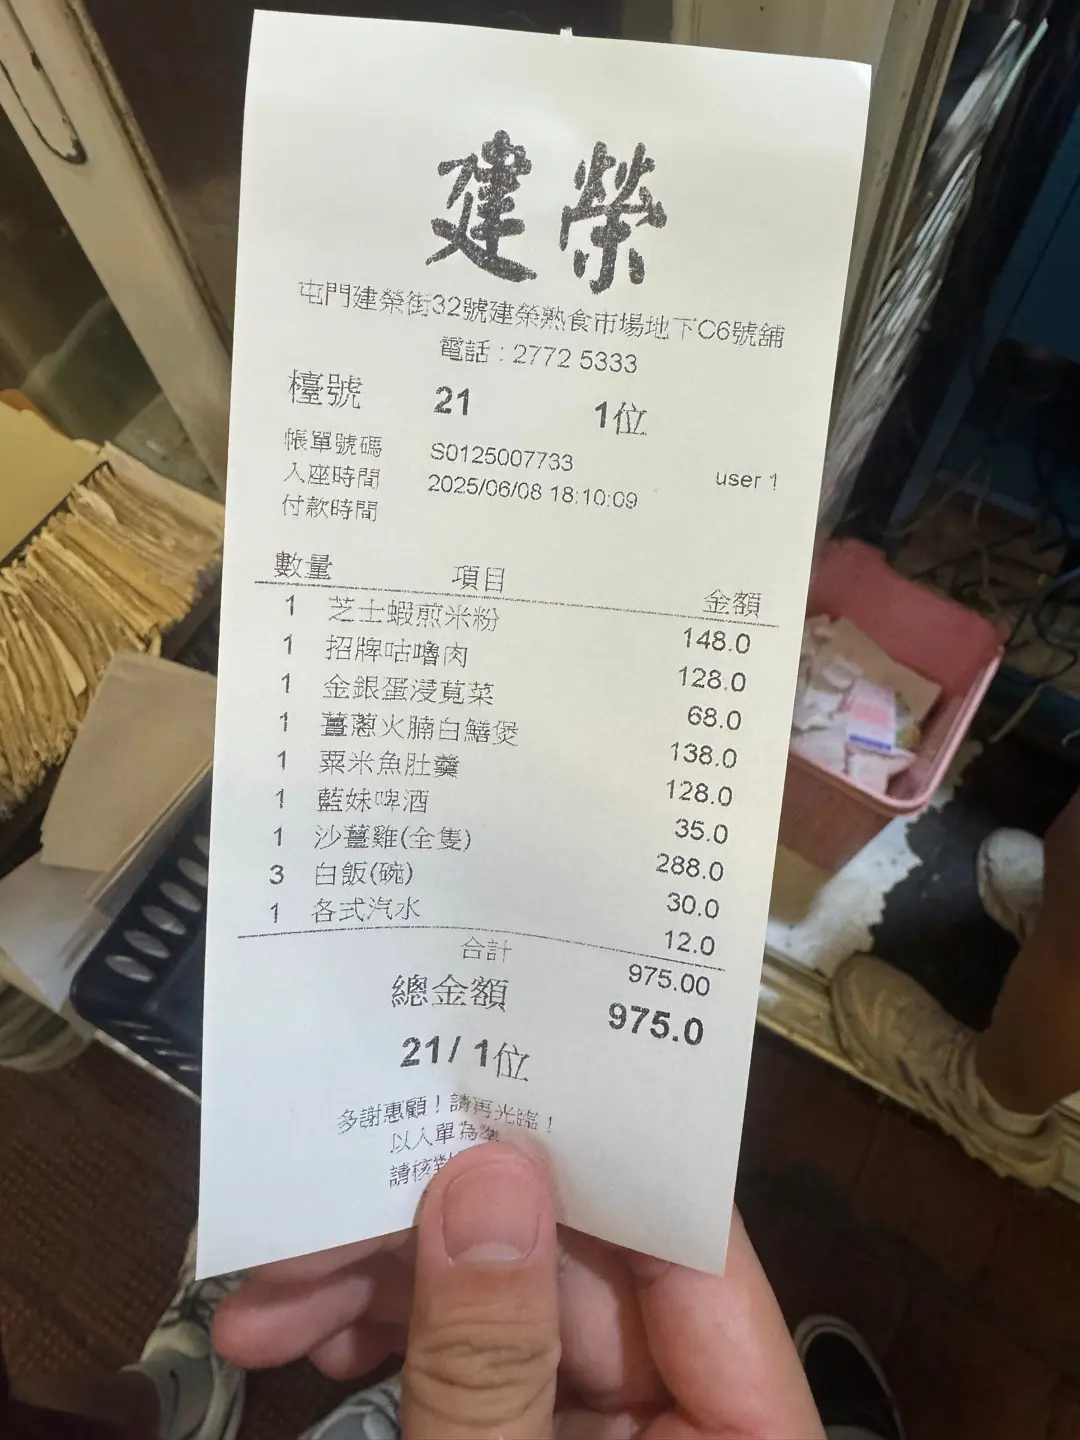 建榮
屯門建榮街32號建榮熟食市場地下C6號舖
電話：2772 5333
檯號 21 1位
帳單號碼 S0125007733 user 1
入座時間 2025/06/08 18:10:09
付款時間
數量 項目 金額
1 芝士蝦煎米粉 148.0
1 招牌咕嚕肉 128.0
1 金銀蛋浸莧菜 68.0
1 薑蔥火腩白鱔煲 138.0
1 粟米魚肚羹 128.0
1 藍妹啤酒 35.0
1 沙薑雞(全隻) 288.0
3 白飯(碗) 30.0
1 各式汽水 12.0
合計 975.00
總金額 975.0
21/ 1位
多謝惠顧！請再光臨！
以入單為準
請核對